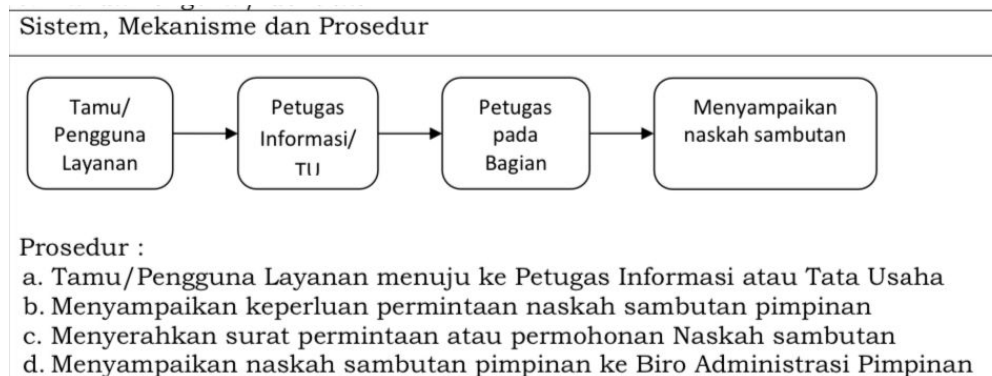 Sistem, Mekanisme dan Prosedur
Tamu/
Pengguna
Layanan
Petugas
Informasi/
TU
Petugas
pada
Bagian
Menyampaikan
naskah sambutan
Prosedur :
a. Tamu/Pengguna Layanan menuju ke Petugas Informasi atau Tata Usaha
b. Menyampaikan keperluan permintaan naskah sambutan pimpinan
c. Menyerahkan surat permintaan atau permohonan Naskah sambutan
d. Menyampaikan naskah sambutan pimpinan ke Biro Administrasi Pimpinan